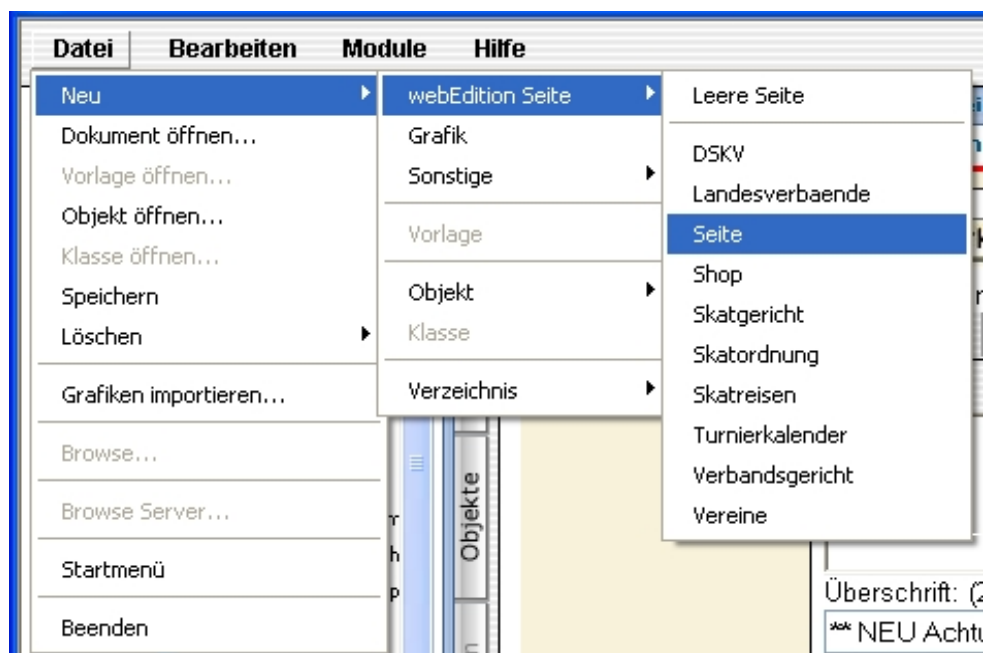 Datei Bearbeiten Module Hilfe
Neu
Dokument öffnen...
Vorlage öffnen...
Objekt öffnen...
Klasse öffnen...
Speichern
Löschen
Grafiken importieren...
Browse...
Browse Server...
Startmenü
Beenden
webEdition Seite
Grafik
Sonstige
Vorlage
Objekt
Klasse
Verzeichnis
Leere Seite
DSKV
Landesverbaende
Seite
Shop
Skatgericht
Skatordnung
Skatreisen
Turnierkalender
Verbandsgericht
Vereine
Objekte
Überschrift: (2
*** NEU Achtu